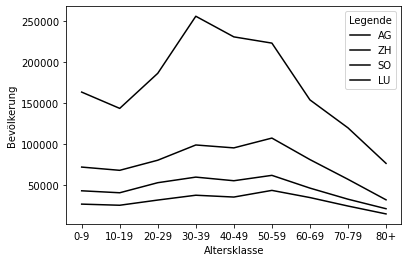 Legende
AG
ZH
SO
LU
Bevölkerung
250000
200000
150000
100000
50000
0-9 10-19 20-29 30-39 40-49 50-59 60-69 70-79 80+
Altersklasse